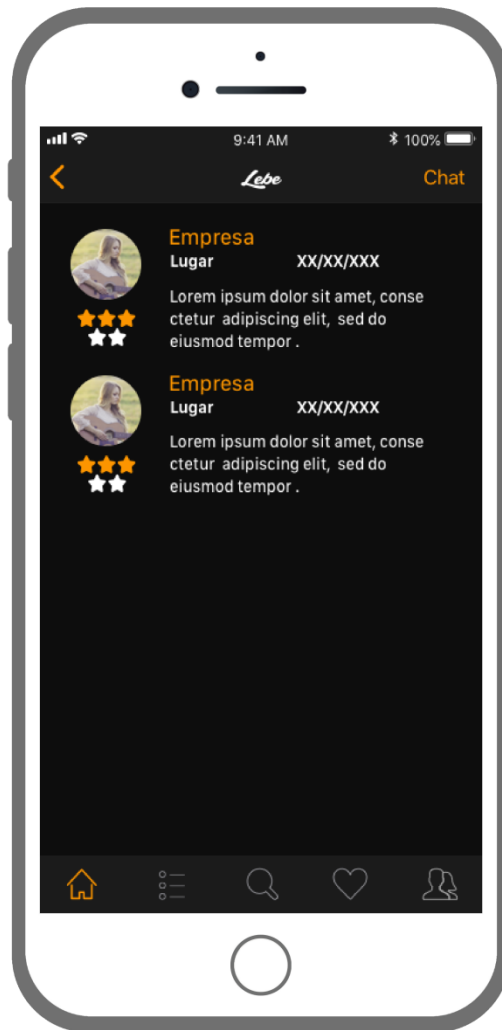 9:41 AM
100%
Lebe
Chat
Empresa
Lugar XX/XX/XXX
Lorem ipsum dolor sit amet, conse
ctetur adipiscing elit, sed do
eiusmod tempor .
Empresa
Lugar XX/XX/XXX
Lorem ipsum dolor sit amet, conse
ctetur adipiscing elit, sed do
eiusmod tempor .